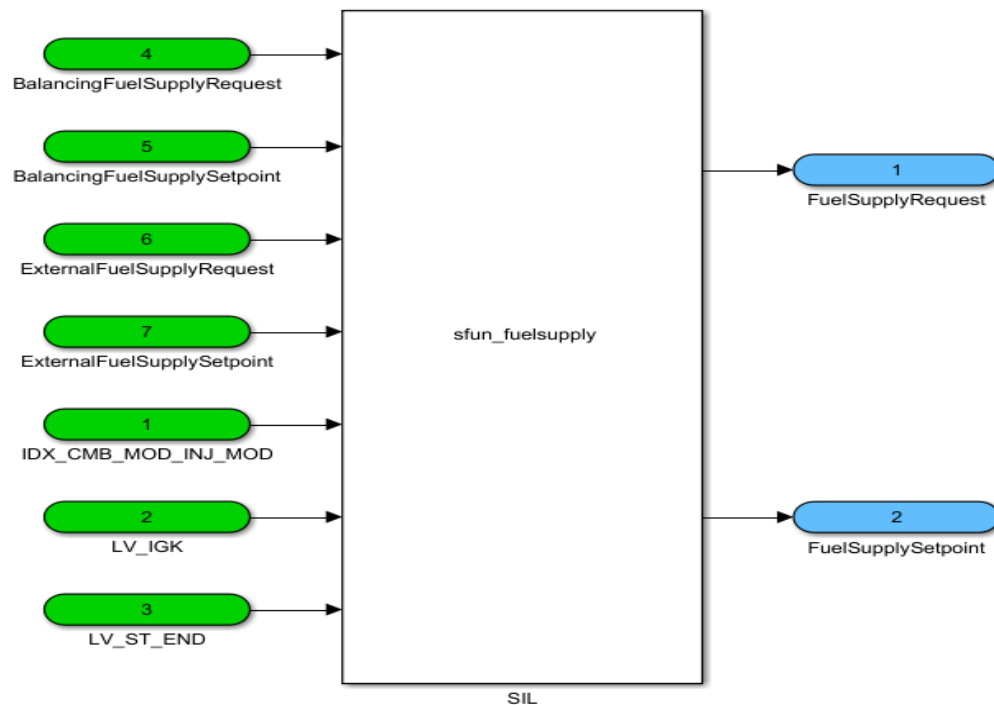 4
BalancingFuelSupplyRequest
5
BalancingFuelSupplySetpoint
6
ExternalFuelSupplyRequest
7
ExternalFuelSupplySetpoint
1
IDX_CMB_MOD_INJ_MOD
2
LV_IGK
3
LV_ST_END
sfun_fuelsupply
SIL
1
FuelSupplyRequest
2
FuelSupplySetpoint